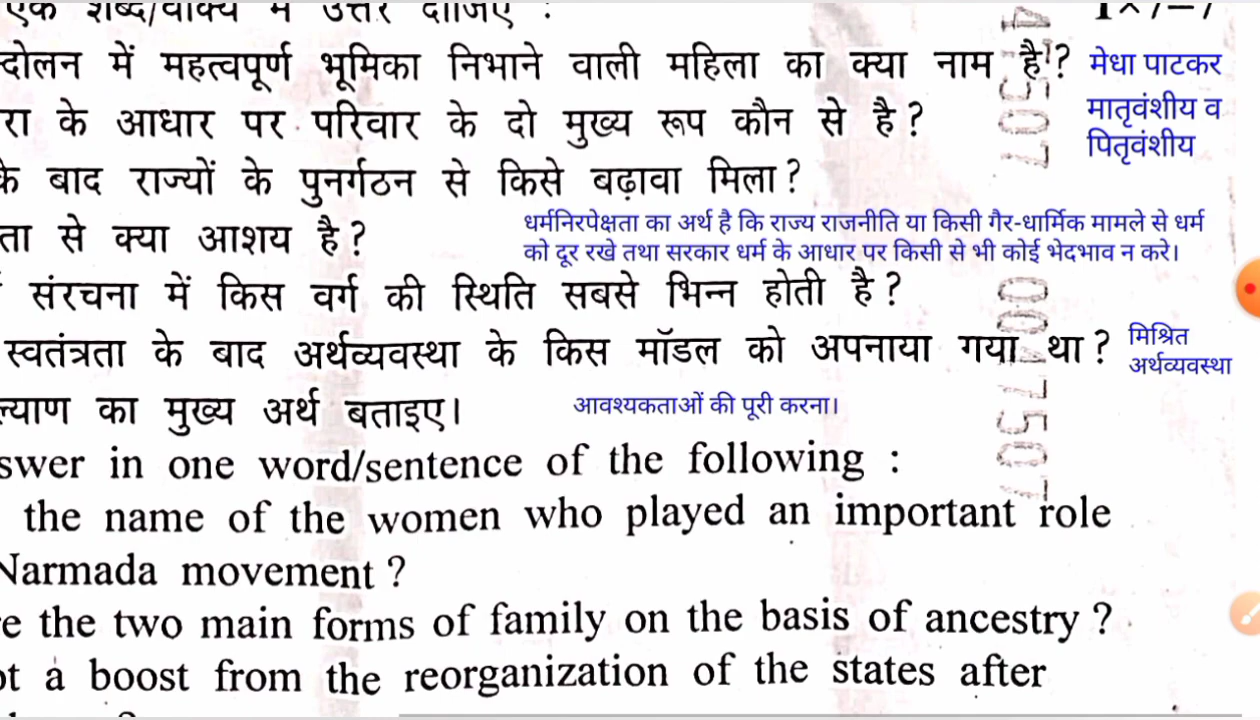 एक शब्द/वाक्य में उत्तर दीजिए :
1×7=7
दोलन में महत्वपूर्ण भूमिका निभाने वाली महिला का क्या नाम है ? मेधा पाटकर
रा के आधार पर परिवार के दो मुख्य रूप कौन से है ? मातृवंशीय व
पितृवंशीय
के बाद राज्यों के पुनर्गठन से किसे बढ़ावा मिला ?
ता से क्या आशय है ? धर्मनिरपेक्षता का अर्थ है कि राज्य राजनीति या किसी गैर-धार्मिक मामले से धर्म
को दूर रखे तथा सरकार धर्म के आधार पर किसी से भी कोई भेदभाव न करे।
संरचना में किस वर्ग की स्थिति सबसे भिन्न होती है ?
स्वतंत्रता के बाद अर्थव्यवस्था के किस मॉडल को अपनाया गया था ? मिश्रित
अर्थव्यवस्था
ल्याण का मुख्य अर्थ बताइए। आवश्यकताओं की पूरी करना।
swer in one word/sentence of the following :
the name of the women who played an important role
Narmada movement ?
e the two main forms of family on the basis of ancestry ?
ot a boost from the reorganization of the states after